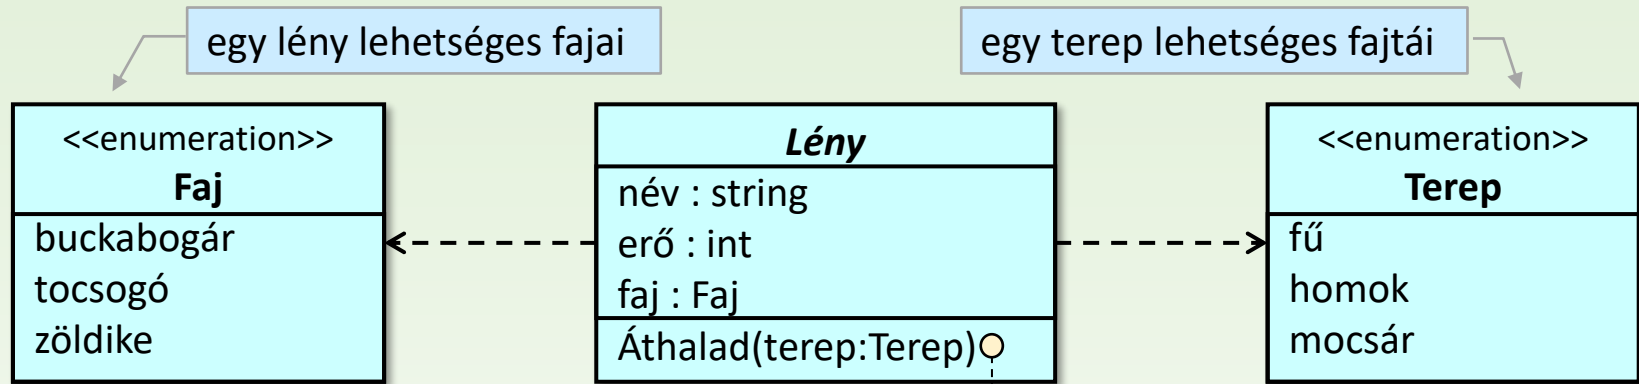 egy lény lehetséges fajai
egy terep lehetséges fajtái
<<enumeration>>
Faj
buckabogár
tocsogó
zöldike
Lény
név : string
erő : int
faj : Faj
Áthalad(terep:Terep)
<<enumeration>>
Terep
fű
homok
mocsár